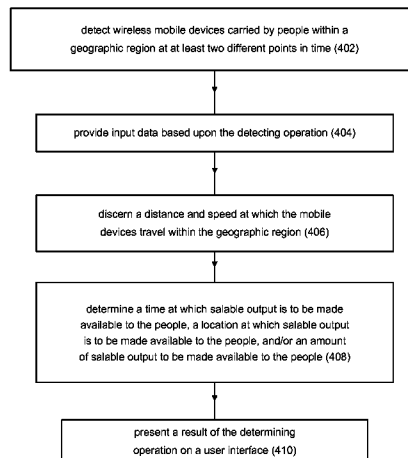 detect wireless mobile devices carried by people within a
geographic region at at least two different points in time (402)
provide input data based upon the detecting operation (404)
discern a distance and speed at which the mobile
devices travel within the geographic region (406)
determine a time at which salable output is to be made
available to the people, a location at which salable output
is to be made available to the people, and/or an amount
of salable output to be made available to the people (408)
present a result of the determining
operation on a user interface (410)